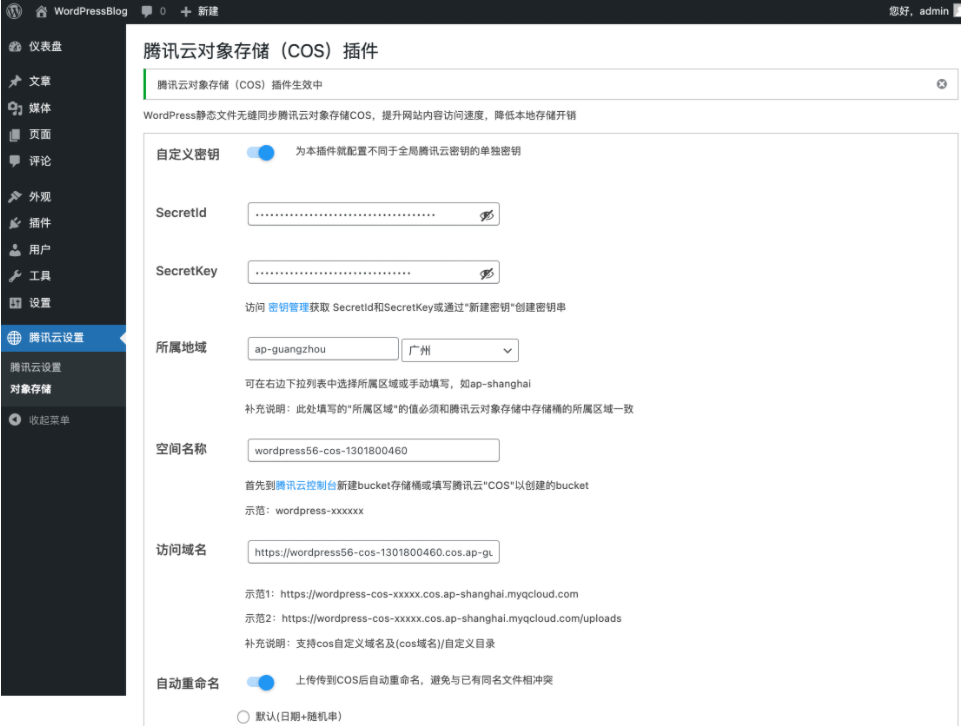 WordPressBlog 0 新建 您好，admin
仪表盘
文章
媒体
页面
评论
外观
插件
用户
工具
设置
腾讯云设置
腾讯云设置
对象存储
收起菜单
腾讯云对象存储（COS）插件
腾讯云对象存储（COS）插件生效中
WordPress静态文件无缝同步腾讯云对象存储COS，提升网站内容访问速度，降低本地存储开销
自定义密钥 为本插件就配置不同于全局腾讯云密钥的单独密钥
SecretId
SecretKey
访问 密钥管理获取 SecretId和SecretKey或通过"新建密钥"创建密钥串
所属地域 ap-guangzhou 广州
可在右边下拉列表中选择所属区域或手动填写，如ap-shanghai
补充说明：此处填写的"所属区域"的值必须和腾讯云对象存储中存储桶的所属区域一致
空间名称 wordpress56-cos-1301800460
首先到腾讯云控制台新建bucket存储桶或填写腾讯云"COS"以创建的bucket
示范：wordpress-xxxxxx
访问域名 https://wordpress56-cos-1301800460.cos.ap-gu
示范1：https://wordpress-cos-xxxxx.cos.ap-shanghai.myqcloud.com
示范2：https://wordpress-cos-xxxxx.cos.ap-shanghai.myqcloud.com/uploads
补充说明：支持cos自定义域名及(cos域名)/自定义目录
自动重命名 上传传到COS后自动重命名，避免与已有同名文件相冲突
默认(日期+随机串)